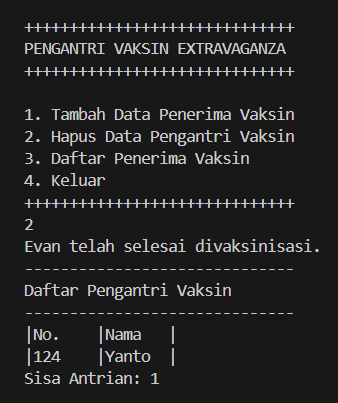 ++++++++++++++++++++++++++++++
PENGANTRI VAKSIN EXTRAVAGANZA
++++++++++++++++++++++++++++++
1. Tambah Data Penerima Vaksin
2. Hapus Data Pengantri Vaksin
3. Daftar Penerima Vaksin
4. Keluar
++++++++++++++++++++++++++++++
2
Evan telah selesai divaksinisasi.
------------------------------
Daftar Pengantri Vaksin
------------------------------
|No.    |Nama   |
|124    |Yanto  |
Sisa Antrian: 1